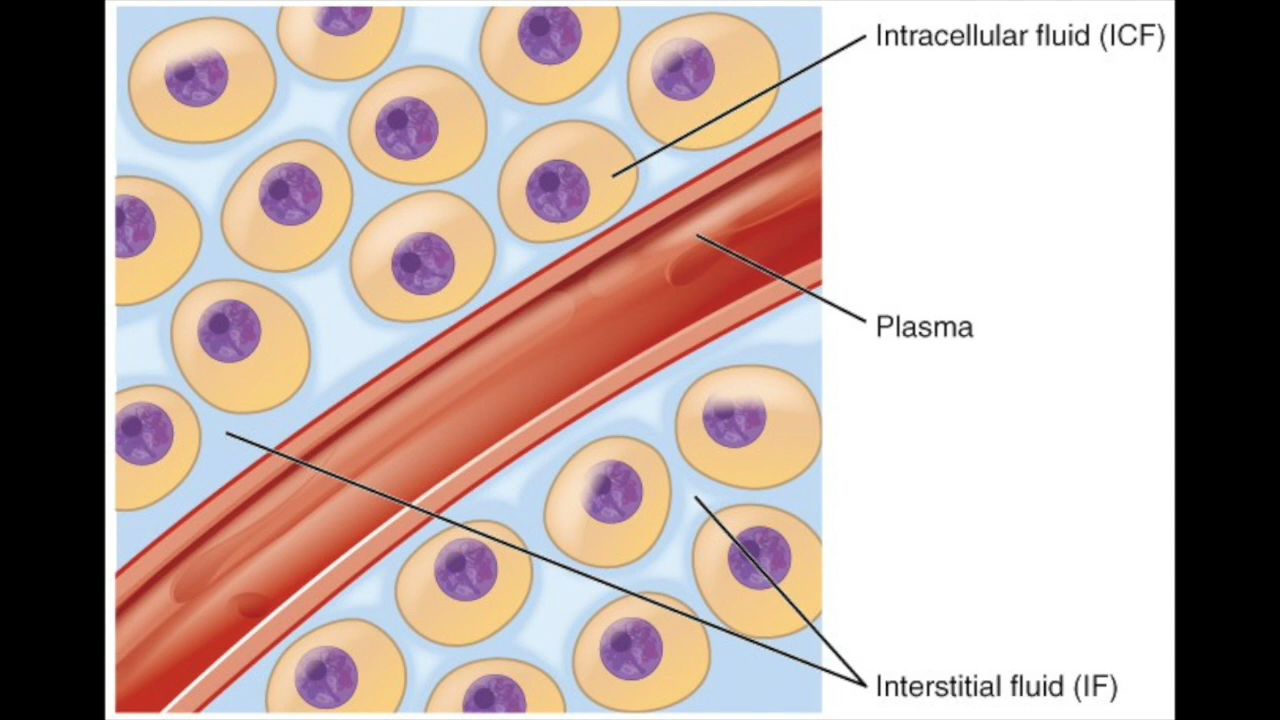 Intracellular fluid (ICF)
Plasma
Interstitial fluid (IF)